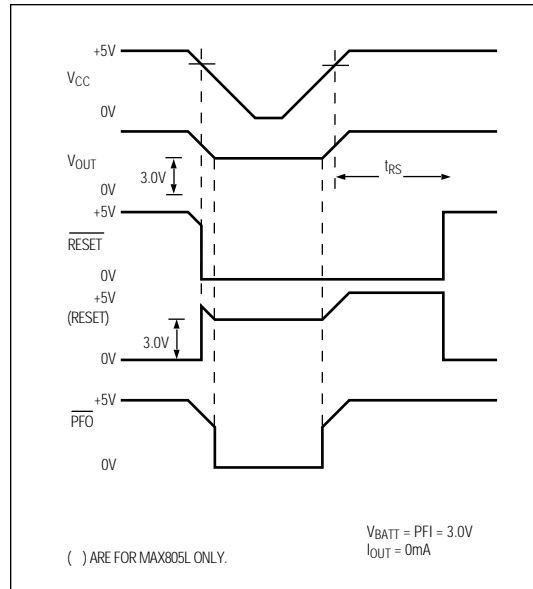 +5V
VCC
0V
VOUT
3.0V
0V
tRS
+5V
RESET
0V
+5V
(RESET)
3.0V
0V
+5V
PFO
0V
VBATT = PFI = 3.0V
IOUT = 0mA
( ) ARE FOR MAX805L ONLY.